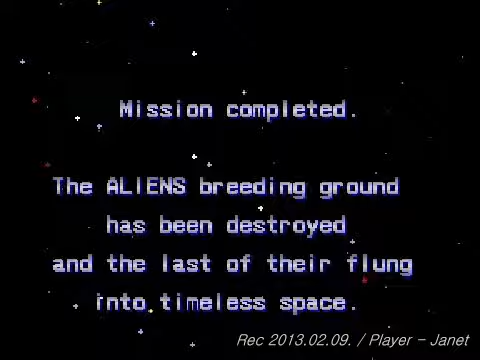 Mission completed.
The ALIENS breeding ground
has been destroyed
and the last of their flung
into timeless space.
Rec 2013.02.09. / Player - Janet